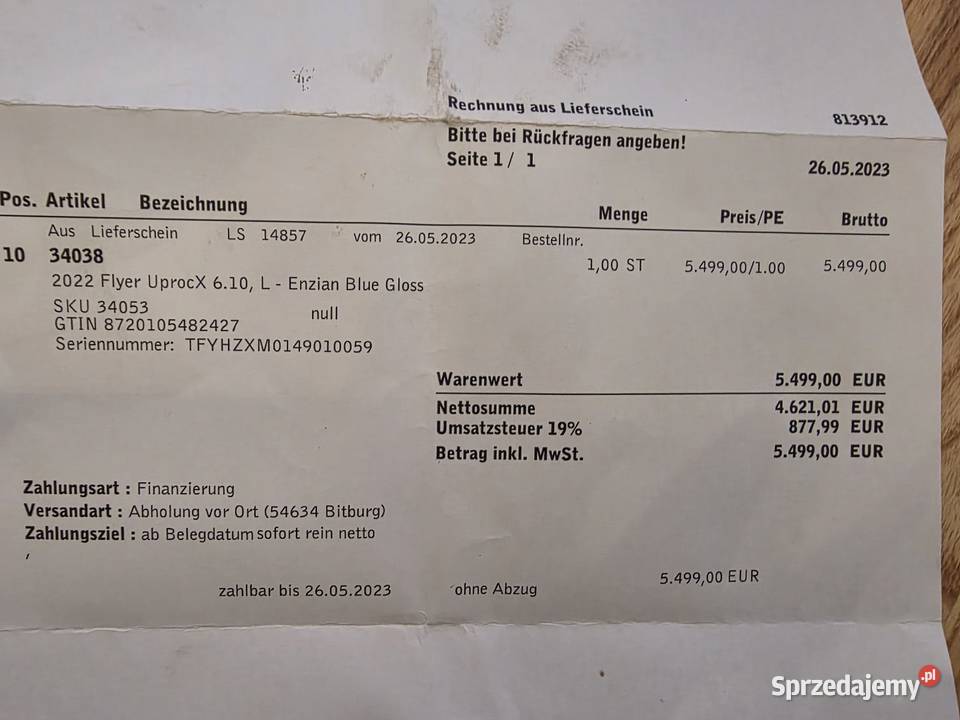 Rechnung aus Lieferschein 813912
Bitte bei Rückfragen angeben!
Seite 1 / 1 26.05.2023
Pos. Artikel Bezeichnung Menge Preis/PE Brutto
Aus Lieferschein LS 14857 vom 26.05.2023 Bestellnr.
10 34038 1,00 ST 5.499,00/1.00 5.499,00
2022 Flyer UprocX 6.10, L - Enzian Blue Gloss
SKU 34053 null
GTIN 8720105482427
Seriennummer: TFYHZXM0149010059
Warenwert 5.499,00 EUR
Nettosumme 4.621,01 EUR
Umsatzsteuer 19% 877,99 EUR
Betrag inkl. MwSt. 5.499,00 EUR
Zahlungsart : Finanzierung
Versandart : Abholung vor Ort (54634 Bitburg)
Zahlungsziel : ab Belegdatum sofort rein netto
,
zahlbar bis 26.05.2023 ohne Abzug 5.499,00 EUR
Sprzedajemy.pl